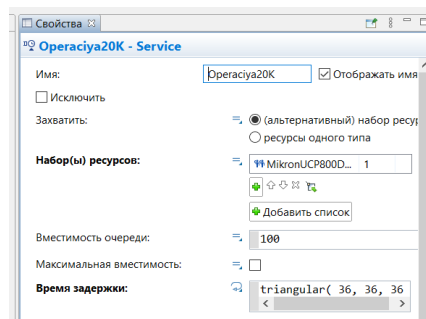 Свойства
Operaciya20K - Service
Имя: Operaciya20K Отображать имя
Исключить
Захватить: (альтернативный) набор ресур
ресурсы одного типа
Набор(ы) ресурсов: MikronUCP800D... 1
Добавить список
Вместимость очереди: 100
Максимальная вместимость:
Время задержки: triangular( 36, 36, 36